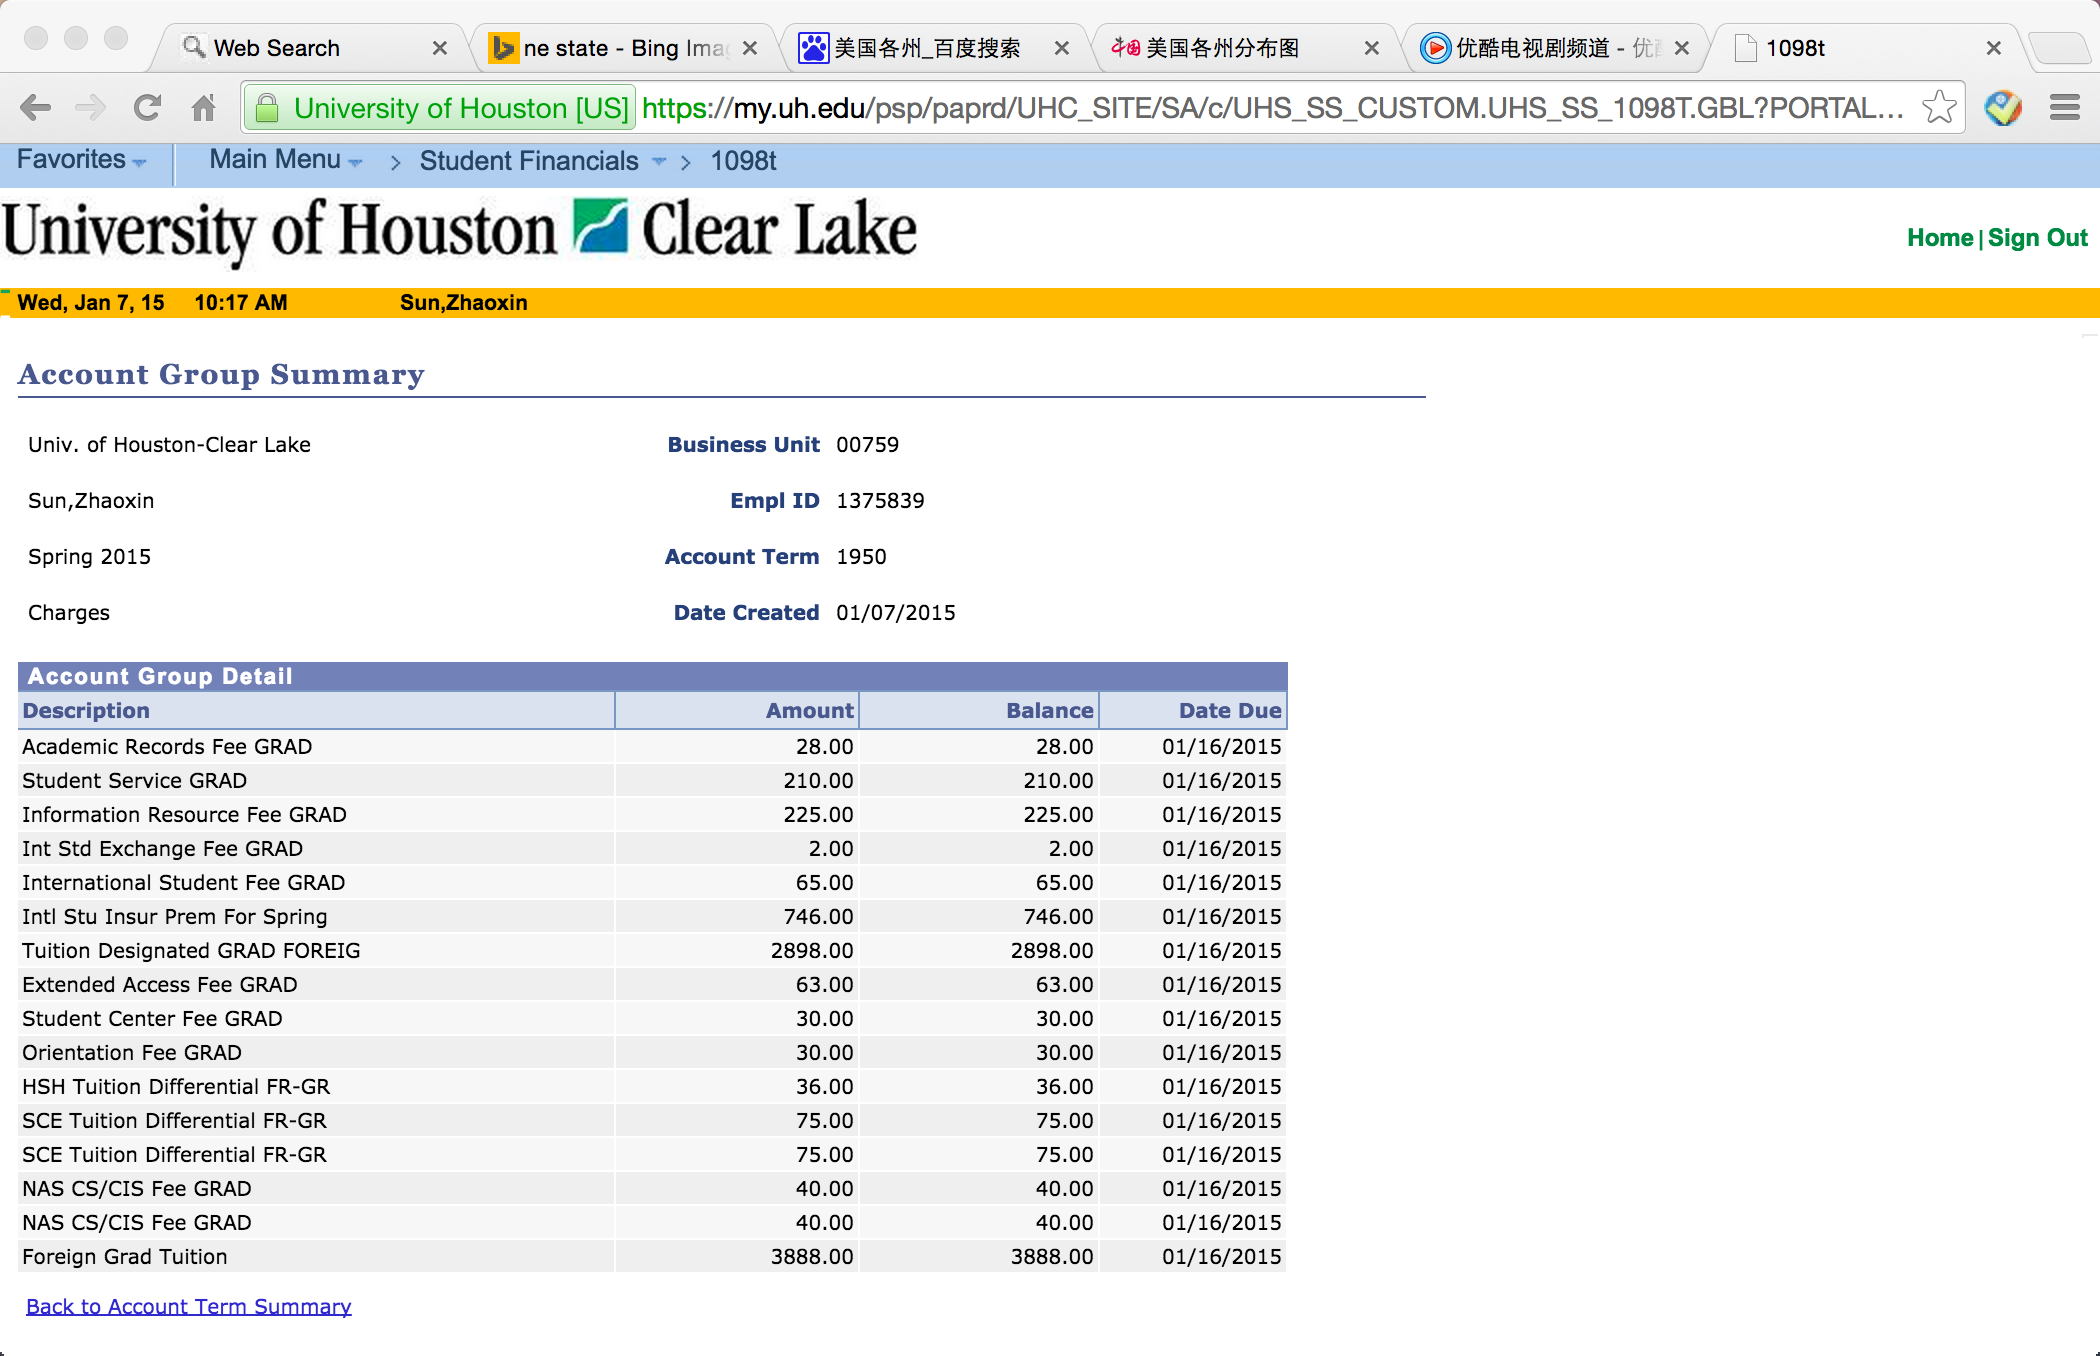 Web Search
ne state - Bing Ima
美国各州_百度搜索
美国各州分布图
优酷电视剧频道 - 优
1098t
University of Houston [US] https://my.uh.edu/psp/paprd/UHC_SITE/SA/c/UHS_SS_CUSTOM.UHS_SS_1098T.GBL?PORTAL...
Favorites Main Menu > Student Financials > 1098t
University of Houston Clear Lake
Home | Sign Out
Wed, Jan 7, 15 10:17 AM Sun,Zhaoxin
Account Group Summary
Univ. of Houston-Clear Lake Business Unit 00759
Sun,Zhaoxin Empl ID 1375839
Spring 2015 Account Term 1950
Charges Date Created 01/07/2015
Account Group Detail
Description Amount Balance Date Due
Academic Records Fee GRAD 28.00 28.00 01/16/2015
Student Service GRAD 210.00 210.00 01/16/2015
Information Resource Fee GRAD 225.00 225.00 01/16/2015
Int Std Exchange Fee GRAD 2.00 2.00 01/16/2015
International Student Fee GRAD 65.00 65.00 01/16/2015
Intl Stu Insur Prem For Spring 746.00 746.00 01/16/2015
Tuition Designated GRAD FOREIG 2898.00 2898.00 01/16/2015
Extended Access Fee GRAD 63.00 63.00 01/16/2015
Student Center Fee GRAD 30.00 30.00 01/16/2015
Orientation Fee GRAD 30.00 30.00 01/16/2015
HSH Tuition Differential FR-GR 36.00 36.00 01/16/2015
SCE Tuition Differential FR-GR 75.00 75.00 01/16/2015
SCE Tuition Differential FR-GR 75.00 75.00 01/16/2015
NAS CS/CIS Fee GRAD 40.00 40.00 01/16/2015
NAS CS/CIS Fee GRAD 40.00 40.00 01/16/2015
Foreign Grad Tuition 3888.00 3888.00 01/16/2015
Back to Account Term Summary